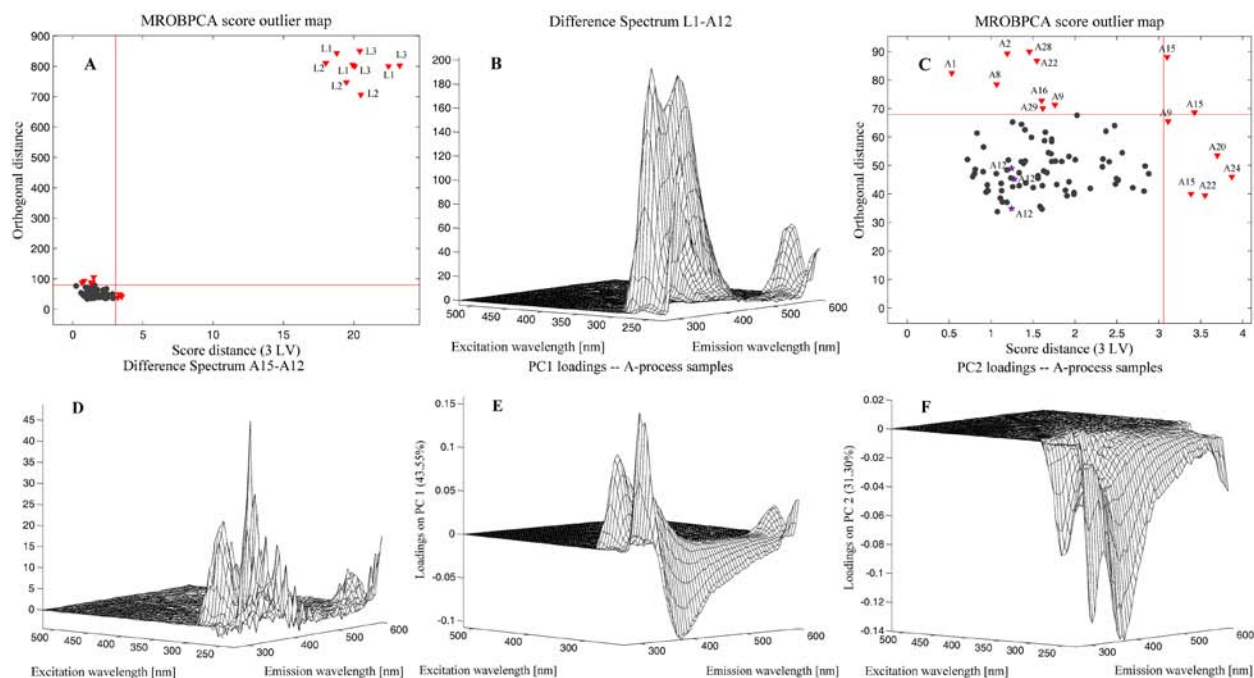 MROBPCA score outlier map
A
Orthogonal distance
900
800
700
600
500
400
300
200
100
0
L1
L3
L2
L1
L3
L1
L3
L2
L2
0
5
10
15
20
25
Score distance (3 LV)
Difference Spectrum L1-A12
B
200
180
160
140
120
100
80
60
40
20
0
500
450
400
350
300
250
300
400
500
600
Excitation wavelength [nm]
Emission wavelength [nm]
MROBPCA score outlier map
C
Orthogonal distance
90
80
70
60
50
40
30
20
10
0
A1
A2
A28
A22
A8
A16
A29
A9
A15
A15
A9
A20
A24
A15
A22
A12
A12
A12
0
0.5
1
1.5
2
2.5
3
3.5
4
Score distance (3 LV)
Difference Spectrum A15-A12
D
45
40
35
30
25
20
15
10
5
0
500
450
400
350
300
250
300
400
500
600
Excitation wavelength [nm]
Emission wavelength [nm]
PC1 loadings -- A-process samples
E
Loadings on PC 1 (43.55%)
0.15
0.1
0.05
0
-0.05
-0.1
500
400
300
300
400
500
600
Excitation wavelength [nm]
Emission wavelength [nm]
PC2 loadings -- A-process samples
F
Loadings on PC 2 (31.30%)
0.02
0
-0.02
-0.04
-0.06
-0.08
-0.1
-0.12
-0.14
500
400
300
300
400
500
600
Excitation wavelength [nm]
Emission wavelength [nm]